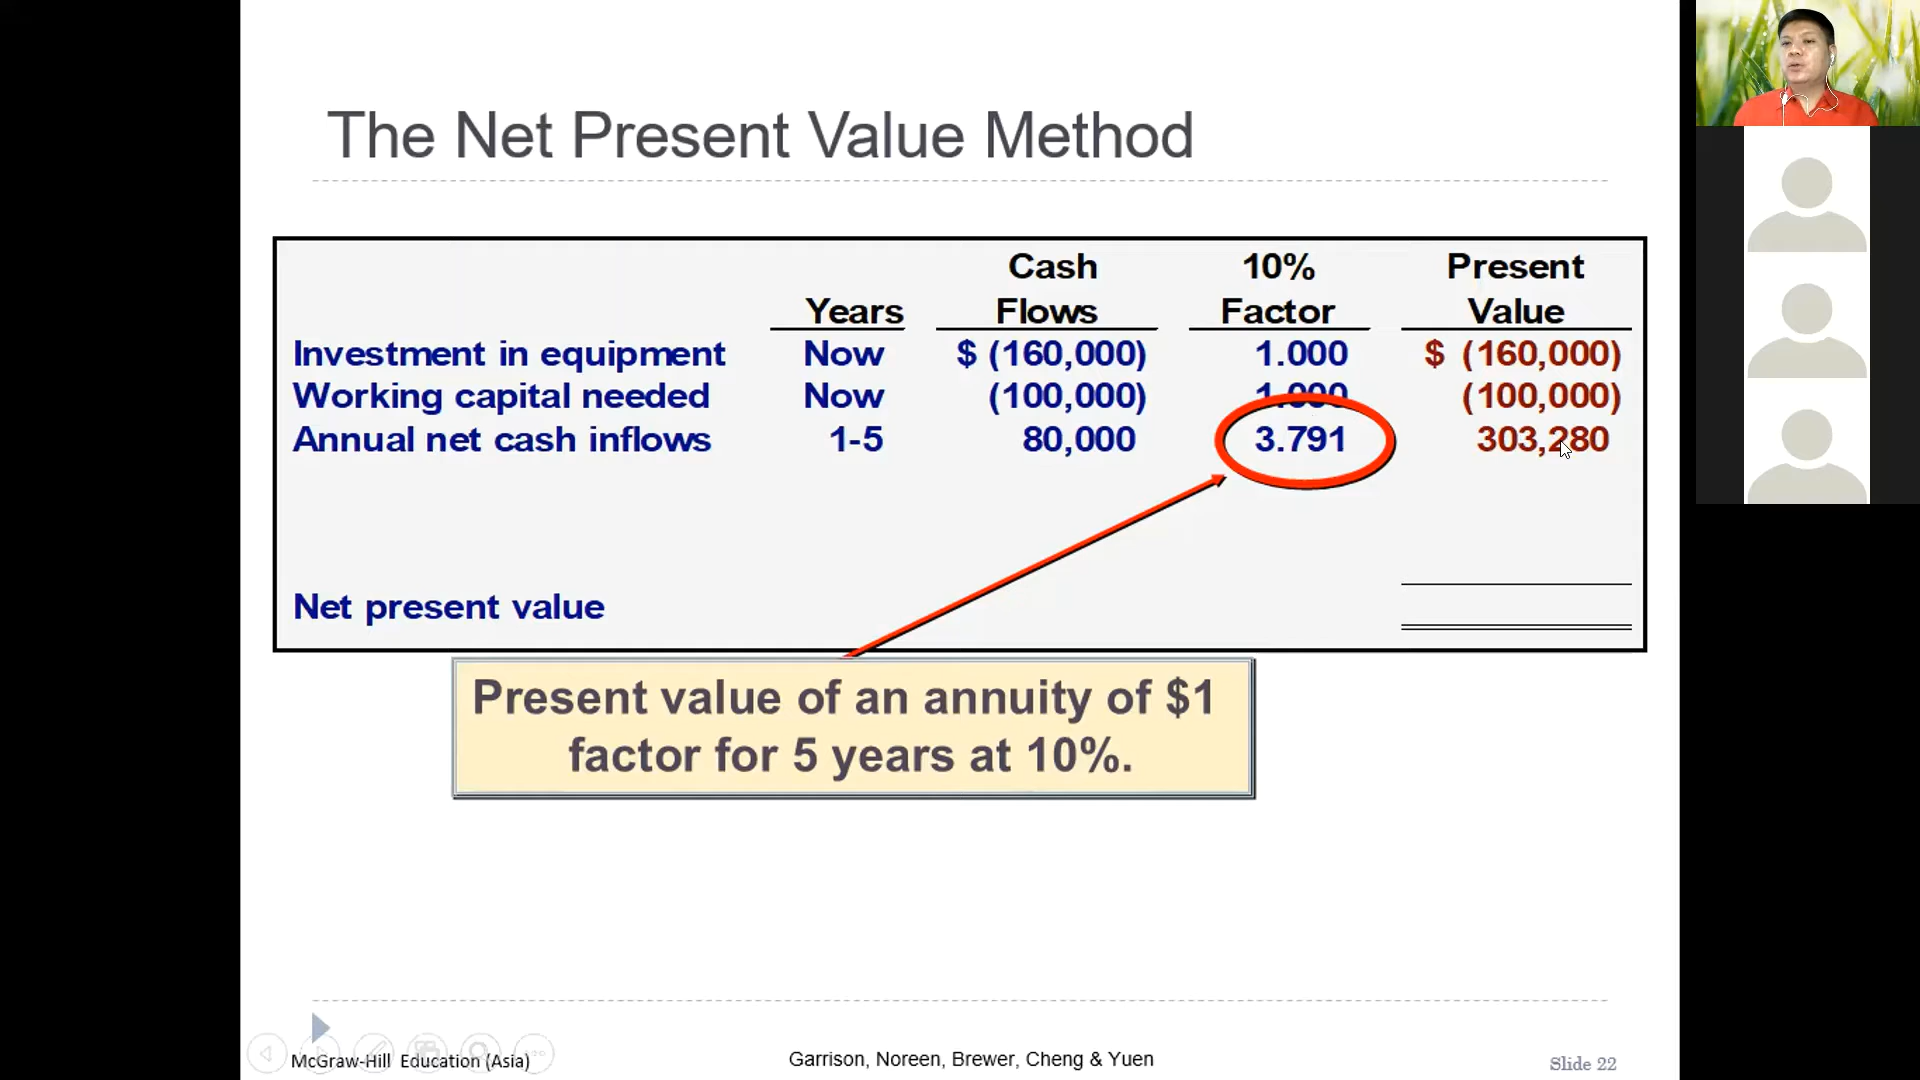 The Net Present Value Method
Cash 10% Present
Years Flows Factor Value
Investment in equipment Now $ (160,000) 1.000 $ (160,000)
Working capital needed Now (100,000) 1.000 (100,000)
Annual net cash inflows 1-5 80,000 3.791 303,280
Net present value
Present value of an annuity of $1
factor for 5 years at 10%.
McGraw-Hill Education (Asia) Garrison, Noreen, Brewer, Cheng & Yuen Slide 22